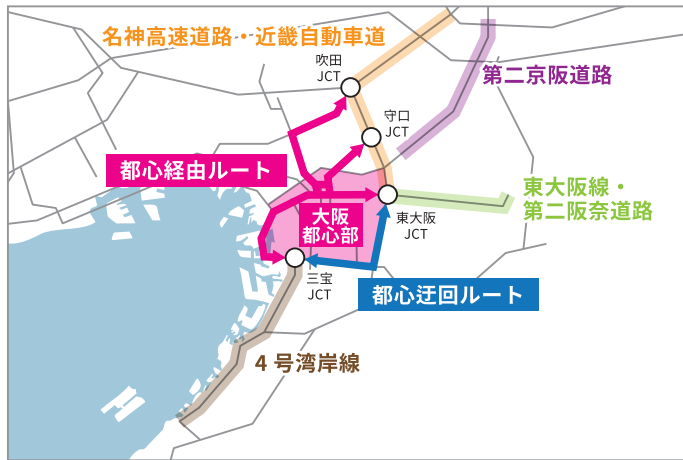 名神高速道路・近畿自動車道
吹田
JCT
第二京阪道路
守口
JCT
都心経由ルート
東大阪線・
第二阪奈道路
大阪
都心部
東大阪
JCT
三宝
JCT
都心迂回ルート
4 号湾岸線